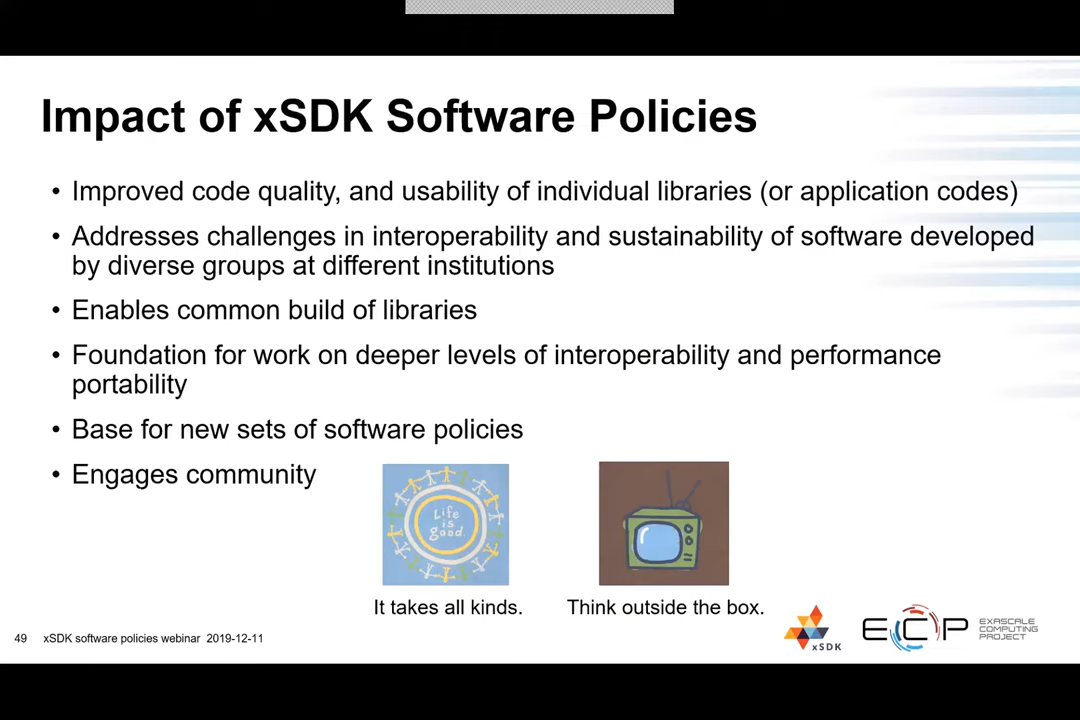 Impact of xSDK Software Policies
• Improved code quality, and usability of individual libraries (or application codes)
• Addresses challenges in interoperability and sustainability of software developed
by diverse groups at different institutions
• Enables common build of libraries
• Foundation for work on deeper levels of interoperability and performance
portability
• Base for new sets of software policies
• Engages community
Life
is
good.
It takes all kinds.
Think outside the box.
49 xSDK software policies webinar 2019-12-11
xSDK
ECP
EXASCALE
COMPUTING
PROJECT